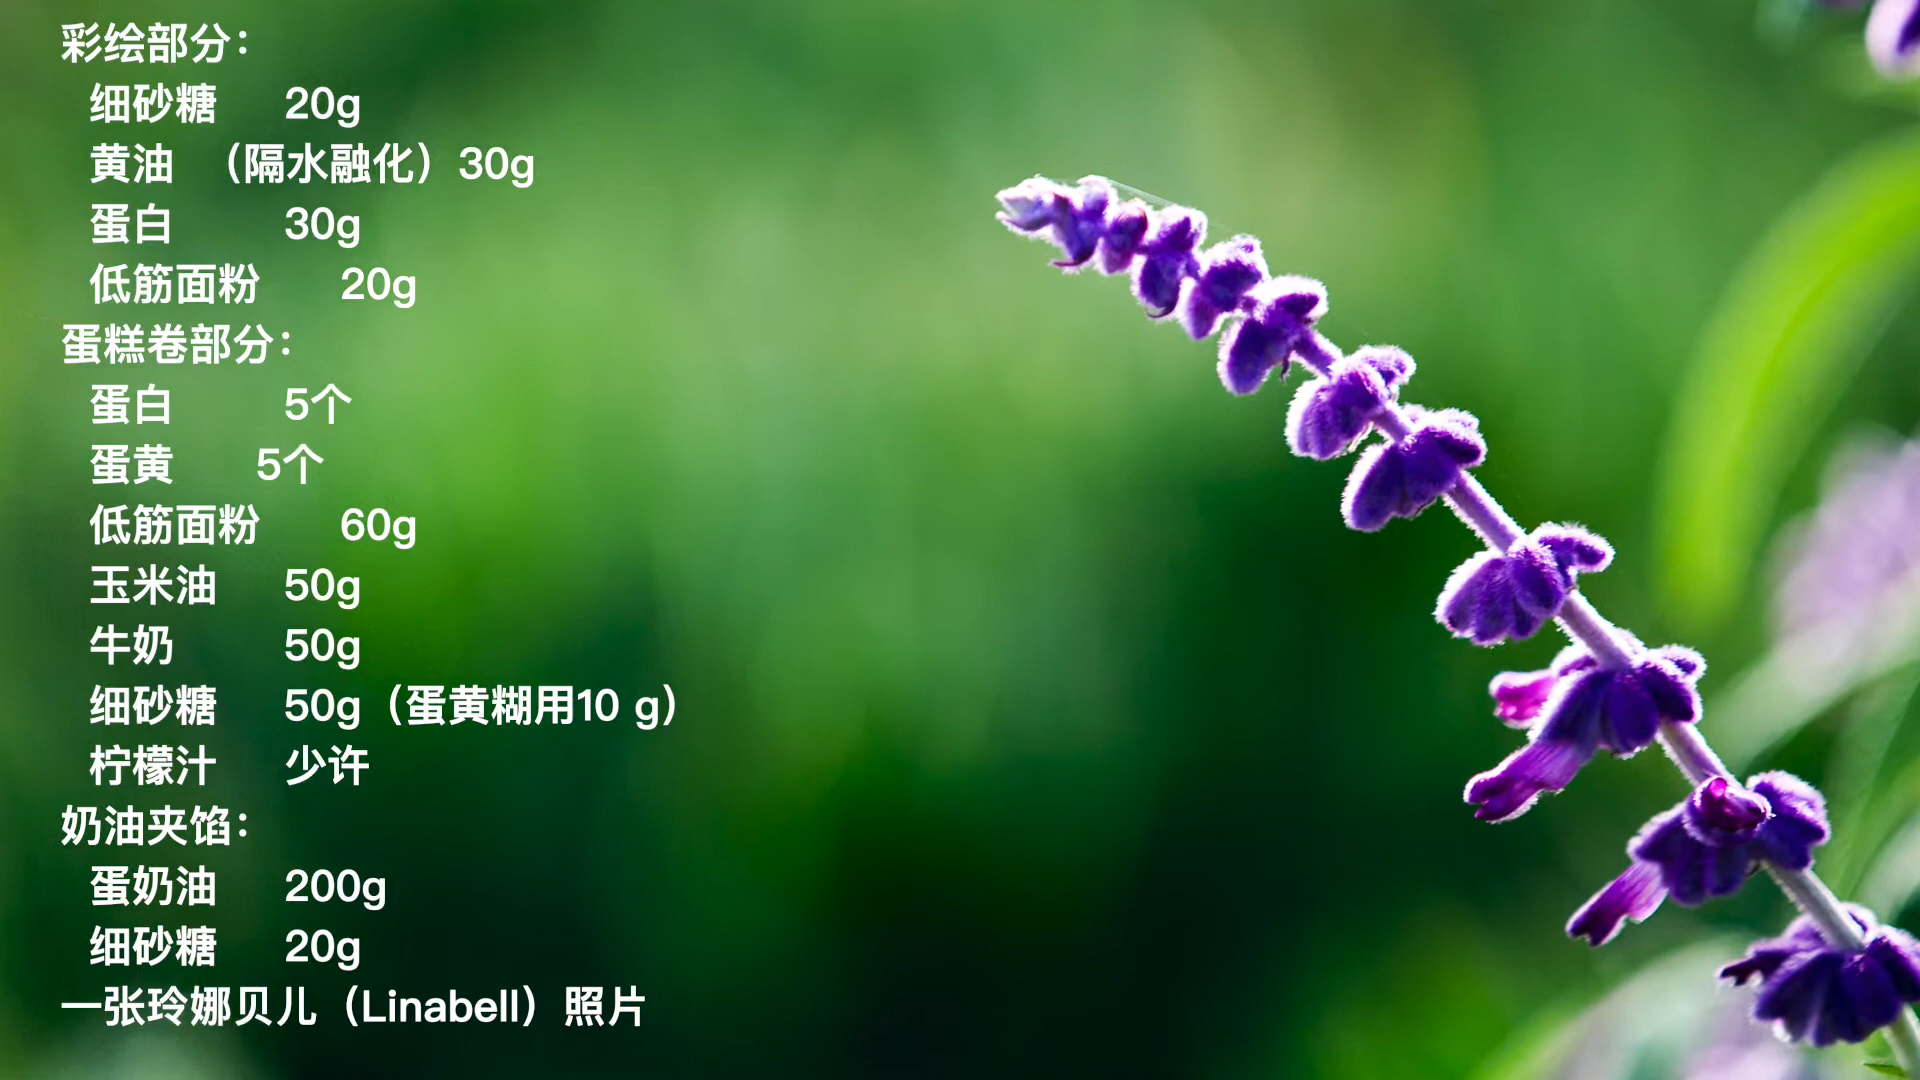 彩绘部分：
细砂糖 20g
黄油 （隔水融化）30g
蛋白 30g
低筋面粉 20g
蛋糕卷部分：
蛋白 5个
蛋黄 5个
低筋面粉 60g
玉米油 50g
牛奶 50g
细砂糖 50g（蛋黄糊用10 g）
柠檬汁 少许
奶油夹馅：
蛋奶油 200g
细砂糖 20g
一张玲娜贝儿（Linabell）照片